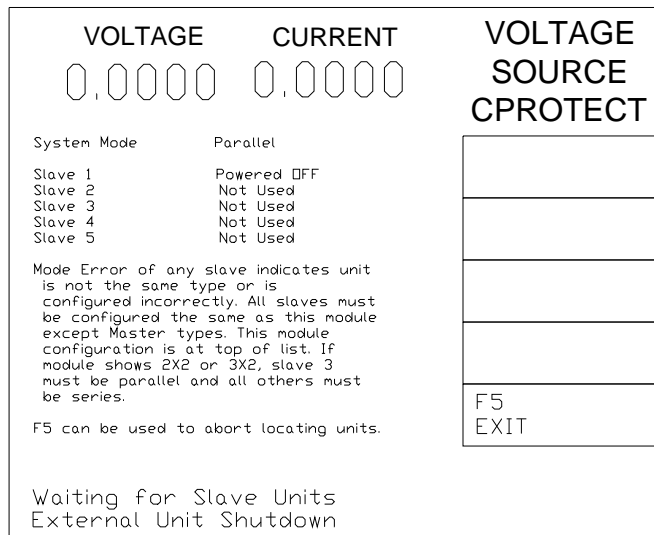 VOLTAGE CURRENT
0.0000 0.0000
VOLTAGE
SOURCE
CPROTECT
System Mode Parallel
Slave 1 Powered OFF
Slave 2 Not Used
Slave 3 Not Used
Slave 4 Not Used
Slave 5 Not Used
Mode Error of any slave indicates unit
is not the same type or is
configured incorrectly. All slaves must
be configured the same as this module
except Master types. This module
configuration is at top of list. If
module shows 2X2 or 3X2, slave 3
must be parallel and all others must
be series.
F5 can be used to abort locating units.
F5
EXIT
Waiting for Slave Units
External Unit Shutdown